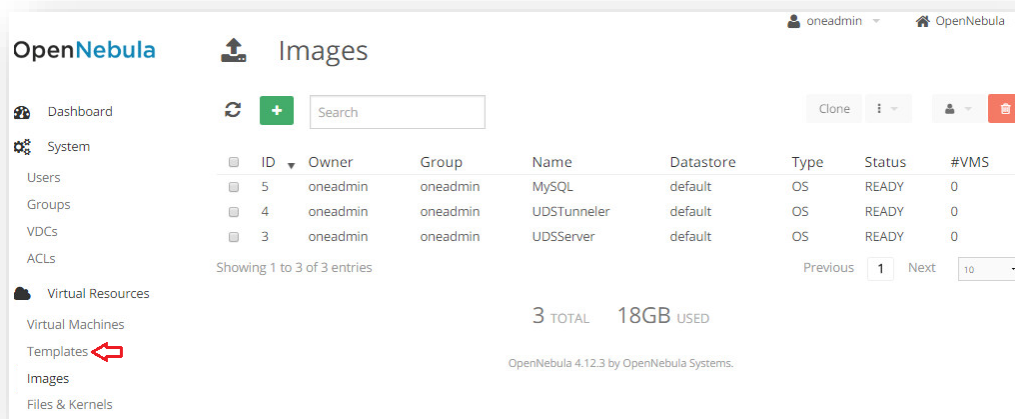 oneadmin OpenNebula
OpenNebula Images
Dashboard
+ Search Clone
System
ID Owner Group Name Datastore Type Status #VMS
Users
5 oneadmin oneadmin MySQL default OS READY 0
Groups
4 oneadmin oneadmin UDSTunneler default OS READY 0
VDCs
3 oneadmin oneadmin UDSServer default OS READY 0
ACLs
Showing 1 to 3 of 3 entries Previous 1 Next 10
Virtual Resources
3 TOTAL 18GB USED
Virtual Machines
Templates
OpenNebula 4.12.3 by OpenNebula Systems.
Images
Files & Kernels